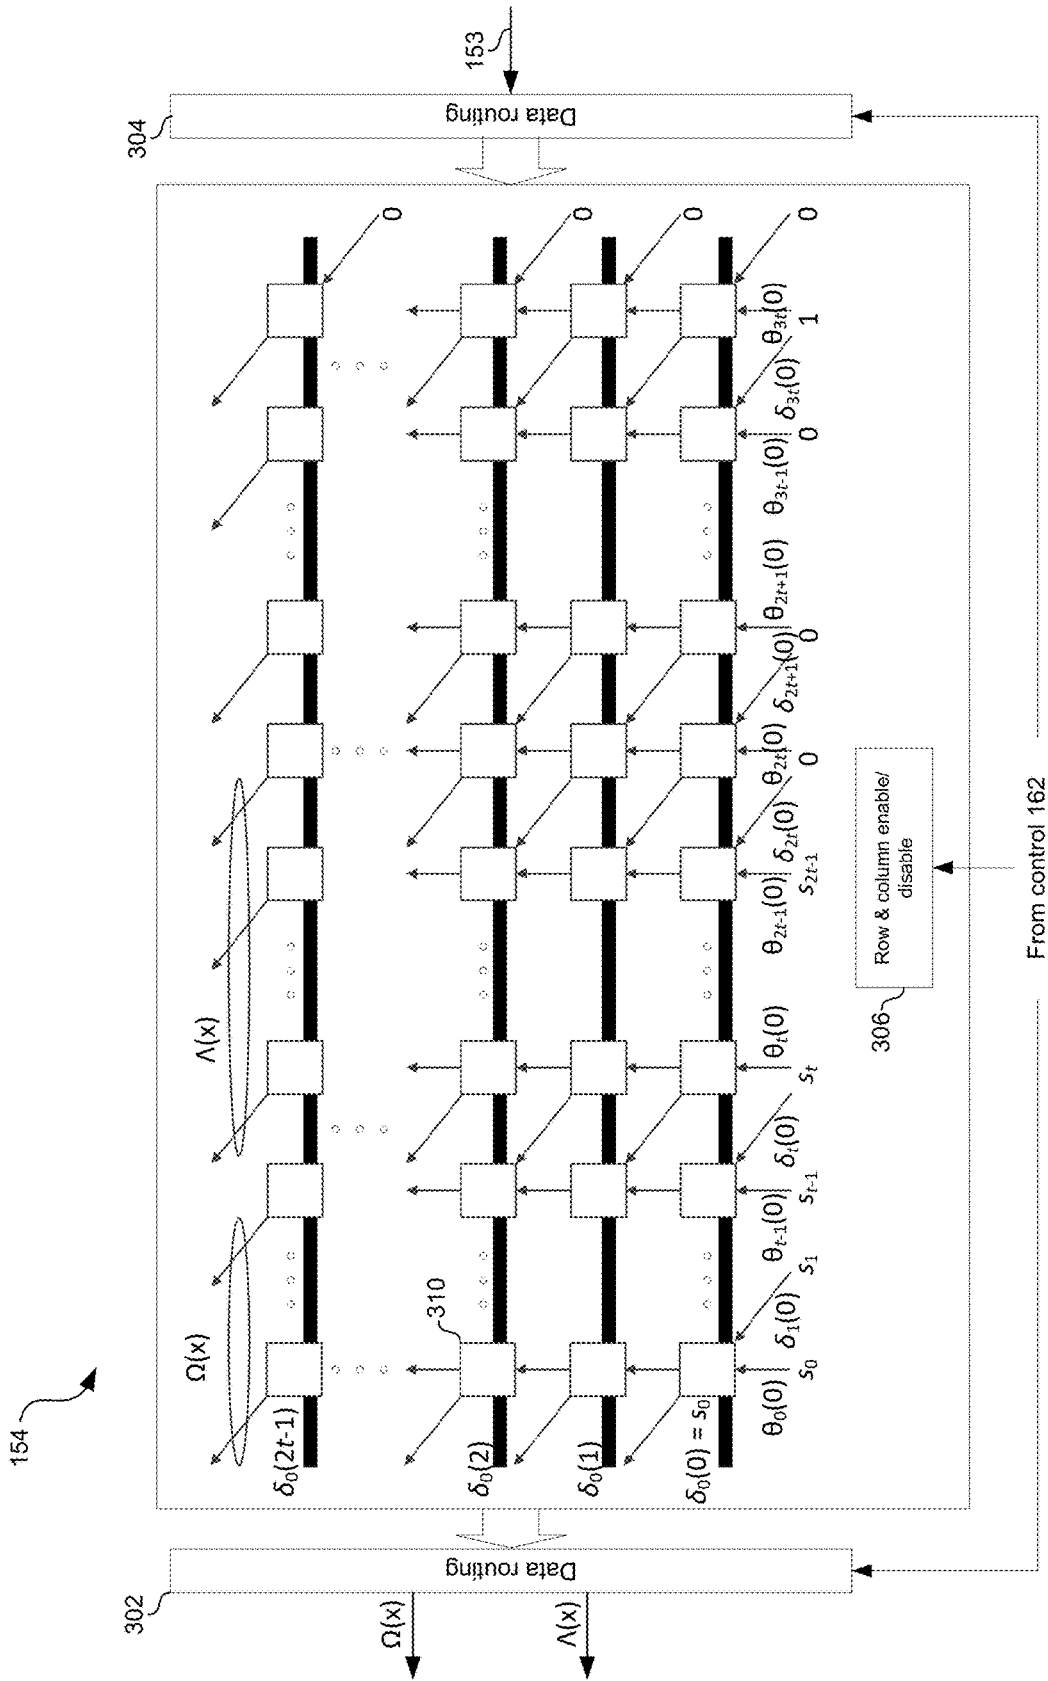 154
302
Data routing
Ω(x)
Λ(x)
304
Data routing
153
Ω(x)
Λ(x)
δ₀(2t-1)
0
310
δ₀(2)
0
δ₀(1)
0
δ₀(0) = s₀
0
θ₀(0)
s₀
δ₁(0)
s₁
θₜ₋₁(0)
sₜ₋₁
δₜ(0)
sₜ
θₜ(0)
θ₂ₜ₋₁(0)
s₂ₜ₋₁
δ₂ₜ(0)
0
θ₂ₜ(0)
δ₂ₜ₊₁(0)
0
θ₂ₜ₊₁(0)
θ₃ₜ₋₁(0)
0
δ₃ₜ(0)
1
θ₃ₜ(0)
306
Row & column enable/
disable
From control 162